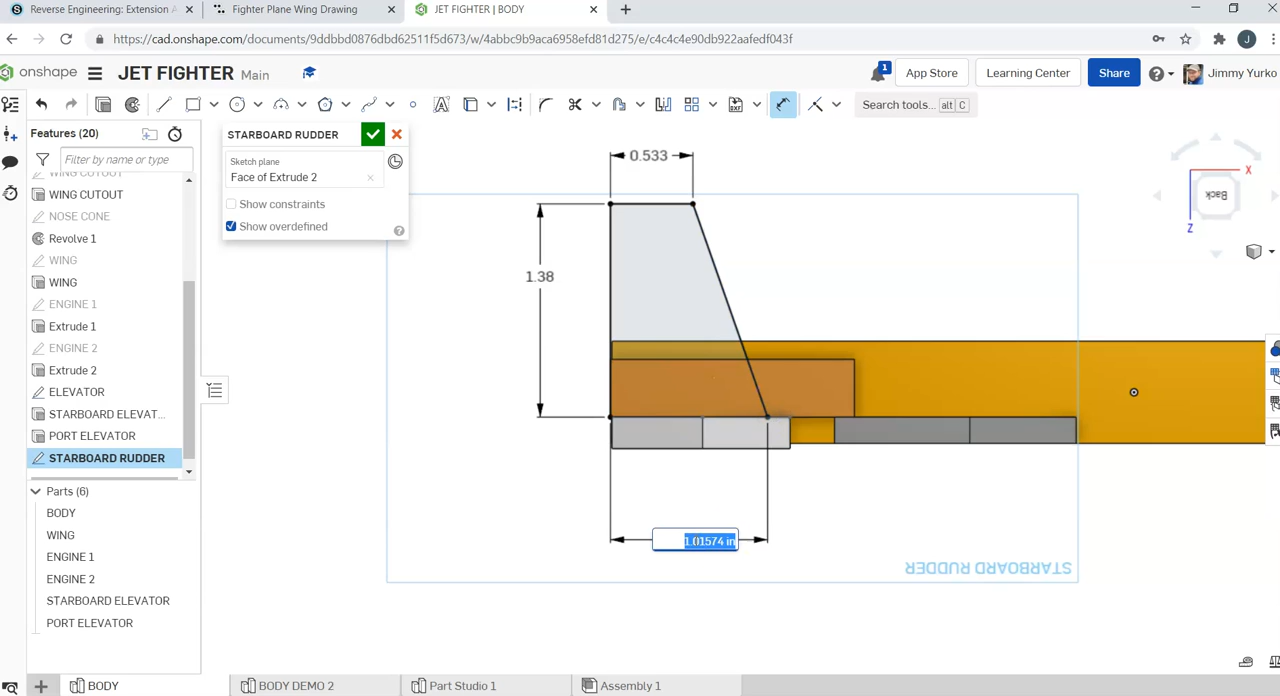 Reverse Engineering: Extension A
Fighter Plane Wing Drawing
JET FIGHTER | BODY
https://cad.onshape.com/documents/9ddbbd0876dbd62511f5d673/w/4abbc9b9aca6958efd81d275/e/c4c4c4e90db922aafedf043f
J
onshape
JET FIGHTER Main
1
App Store
Learning Center
Share
Jimmy Yurko
Search tools... alt C
Features (20)
Filter by name or type
WING CUTOUT
WING CUTOUT
NOSE CONE
Revolve 1
WING
WING
ENGINE 1
Extrude 1
ENGINE 2
Extrude 2
ELEVATOR
STARBOARD ELEVAT...
PORT ELEVATOR
STARBOARD RUDDER
Parts (6)
BODY
WING
ENGINE 1
ENGINE 2
STARBOARD ELEVATOR
PORT ELEVATOR
STARBOARD RUDDER
Sketch plane
Face of Extrude 2
Show constraints
Show overdefined
0.533
1.38
1.01574 in
STARBOARD RUDDER
X
Back
Z
BODY
BODY DEMO 2
Part Studio 1
Assembly 1